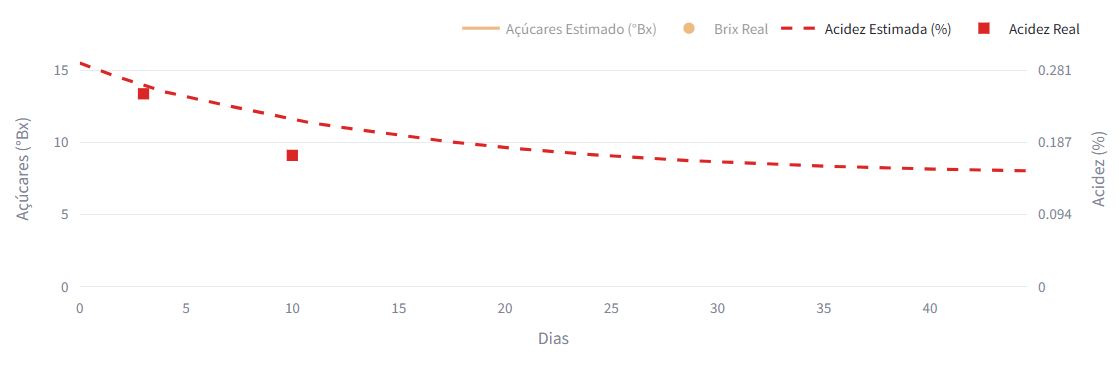 Açúcares Estimado (°Bx) Brix Real Acidez Estimada (%) Acidez Real
15 0.281
10 0.187
5 0.094
0 0
Açúcares (°Bx)
Acidez (%)
0 5 10 15 20 25 30 35 40
Dias